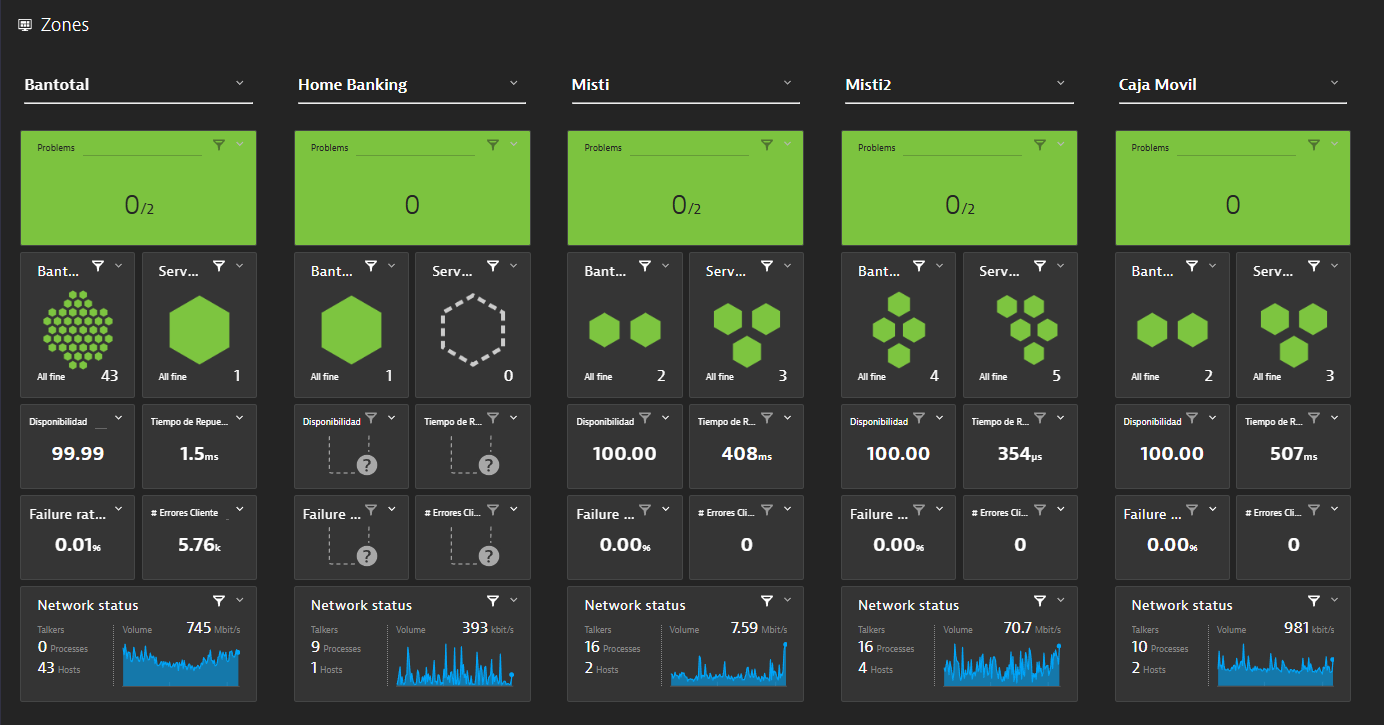 Zones
Bantotal
Home Banking
Misti
Misti2
Caja Movil
Problems
0/2
Problems
0
Problems
0/2
Problems
0/2
Problems
0
Bant...
All fine
43
Serv...
1
Bant...
All fine
1
Serv...
0
Bant...
All fine
2
Serv...
All fine
3
Bant...
All fine
4
Serv...
All fine
5
Bant...
All fine
2
Serv...
All fine
3
Disponibilidad
99.99
Tiempo de Repue...
1.5ms
Disponibilidad
?
Tiempo de R...
?
Disponibilidad
100.00
Tiempo de R...
408ms
Disponibilidad
100.00
Tiempo de R...
354µs
Disponibilidad
100.00
Tiempo de R...
507ms
Failure rat...
0.01%
# Errores Cliente
5.76k
Failure ...
?
# Errores Cli...
?
Failure ...
0.00%
# Errores Cli...
0
Failure ...
0.00%
# Errores Cli...
0
Failure ...
0.00%
# Errores Cli...
0
Network status
Talkers
0 Processes
43 Hosts
Volume 745 Mbit/s
Network status
Talkers
9 Processes
1 Hosts
Volume 393 kbit/s
Network status
Talkers
16 Processes
2 Hosts
Volume 7.59 Mbit/s
Network status
Talkers
16 Processes
4 Hosts
Volume 70.7 Mbit/s
Network status
Talkers
10 Processes
2 Hosts
Volume 981 kbit/s